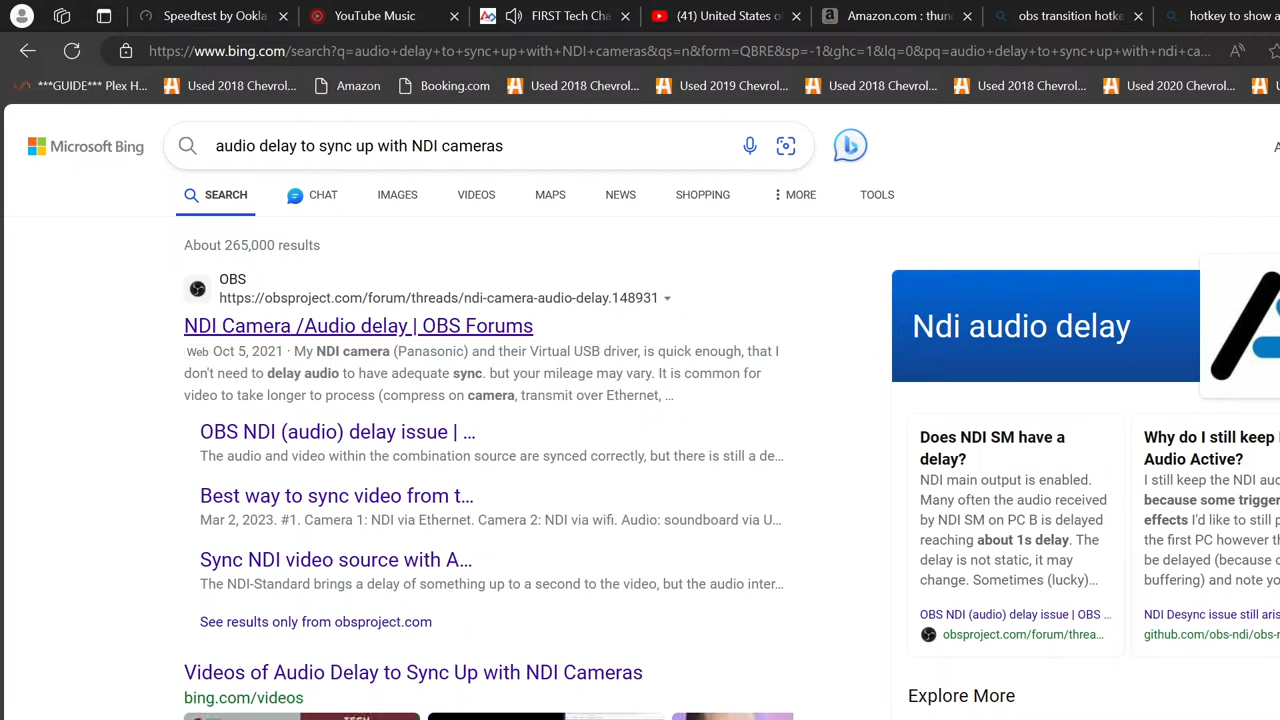 Speedtest by Ookla
YouTube Music
FIRST Tech Cha
(41) United States o
Amazon.com : thun
obs transition hotke
hotkey to show a
https://www.bing.com/search?q=audio+delay+to+sync+up+with+NDI+cameras&qs=n&form=QBRE&sp=-1&ghc=1&lq=0&pq=audio+delay+to+sync+up+with+ndi+ca...
***GUIDE*** Plex H...
Used 2018 Chevrol...
Amazon
Booking.com
Used 2018 Chevrol...
Used 2019 Chevrol...
Used 2018 Chevrol...
Used 2018 Chevrol...
Used 2020 Chevrol...
Microsoft Bing
audio delay to sync up with NDI cameras
SEARCH
CHAT
IMAGES
VIDEOS
MAPS
NEWS
SHOPPING
MORE
TOOLS
About 265,000 results
OBS
https://obsproject.com/forum/threads/ndi-camera-audio-delay.148931
NDI Camera /Audio delay | OBS Forums
Web Oct 5, 2021 · My NDI camera (Panasonic) and their Virtual USB driver, is quick enough, that I
don't need to delay audio to have adequate sync. but your mileage may vary. It is common for
video to take longer to process (compress on camera, transmit over Ethernet, ...
OBS NDI (audio) delay issue | ...
The audio and video within the combination source are synced correctly, but there is still a de...
Best way to sync video from t...
Mar 2, 2023. #1. Camera 1: NDI via Ethernet. Camera 2: NDI via wifi. Audio: soundboard via U...
Sync NDI video source with A...
The NDI-Standard brings a delay of something up to a second to the video, but the audio inter...
See results only from obsproject.com
Videos of Audio Delay to Sync Up with NDI Cameras
bing.com/videos
Ndi audio delay
Does NDI SM have a
delay?
NDI main output is enabled.
Many often the audio received
by NDI SM on PC B is delayed
reaching about 1s delay. The
delay is not static, it may
change. Sometimes (lucky)...
OBS NDI (audio) delay issue | OBS ...
obsproject.com/forum/threa...
Why do I still keep
Audio Active?
I still keep the NDI aud
because some trigger
effects I'd like to still p
the first PC however th
be delayed (because o
buffering) and note yo
NDI Desync issue still aris
github.com/obs-ndi/obs-n
Explore More